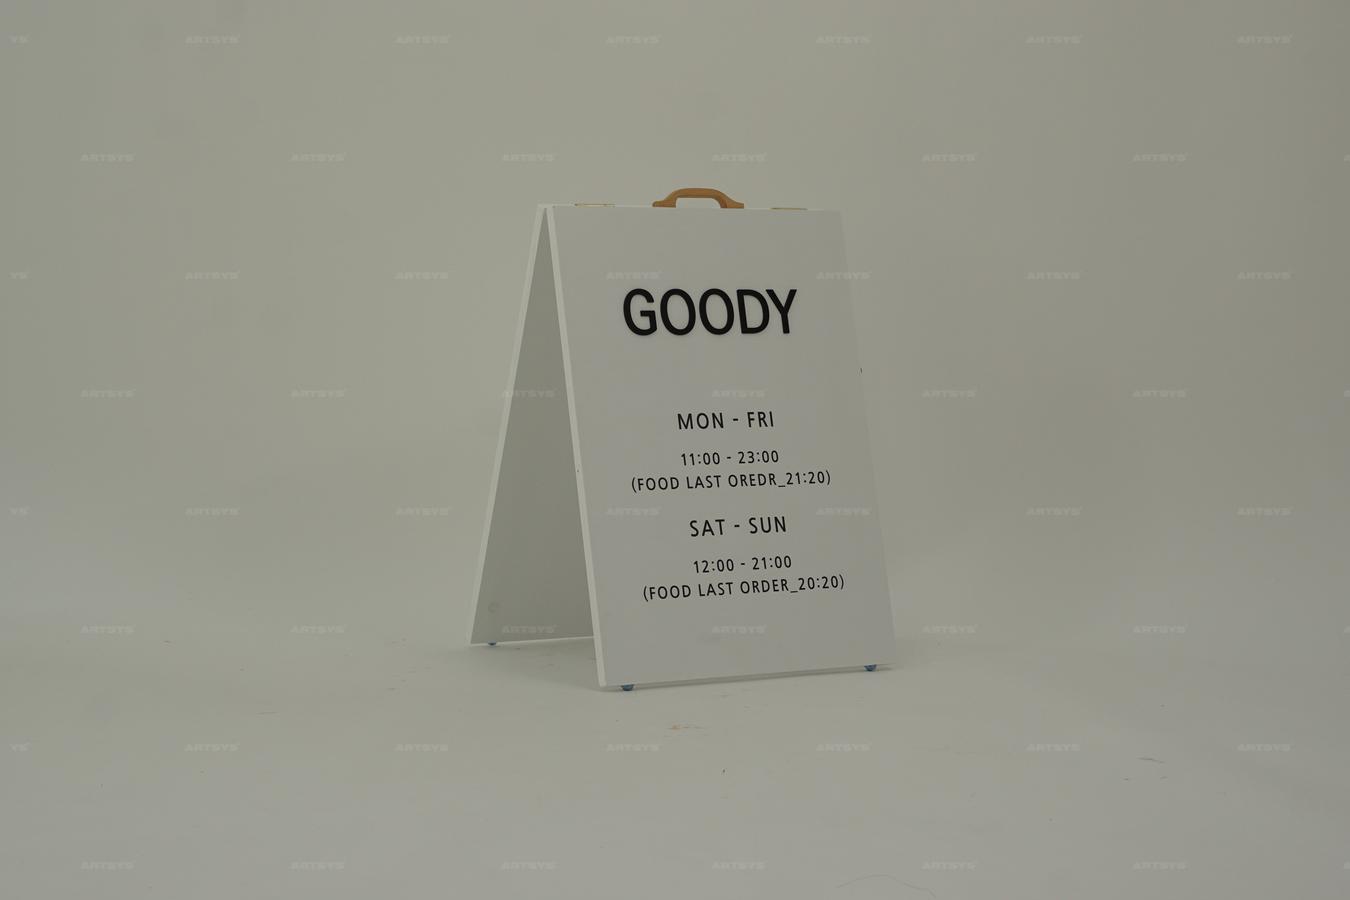 GOODY
MON - FRI
11:00 - 23:00
(FOOD LAST OREDR_21:20)
SAT - SUN
12:00 - 21:00
(FOOD LAST ORDER_20:20)
ARTSYS